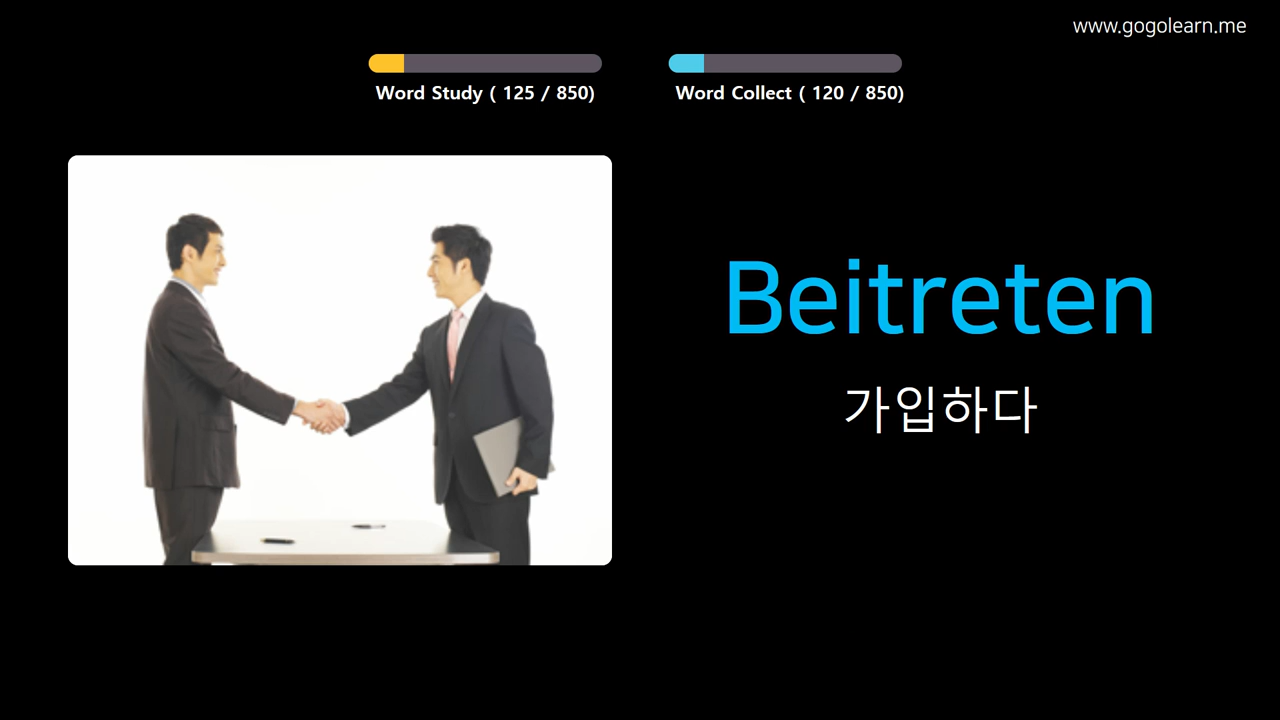 www.gogolearn.me
Word Study ( 125 / 850)
Word Collect ( 120 / 850)
Beitreten
가입하다